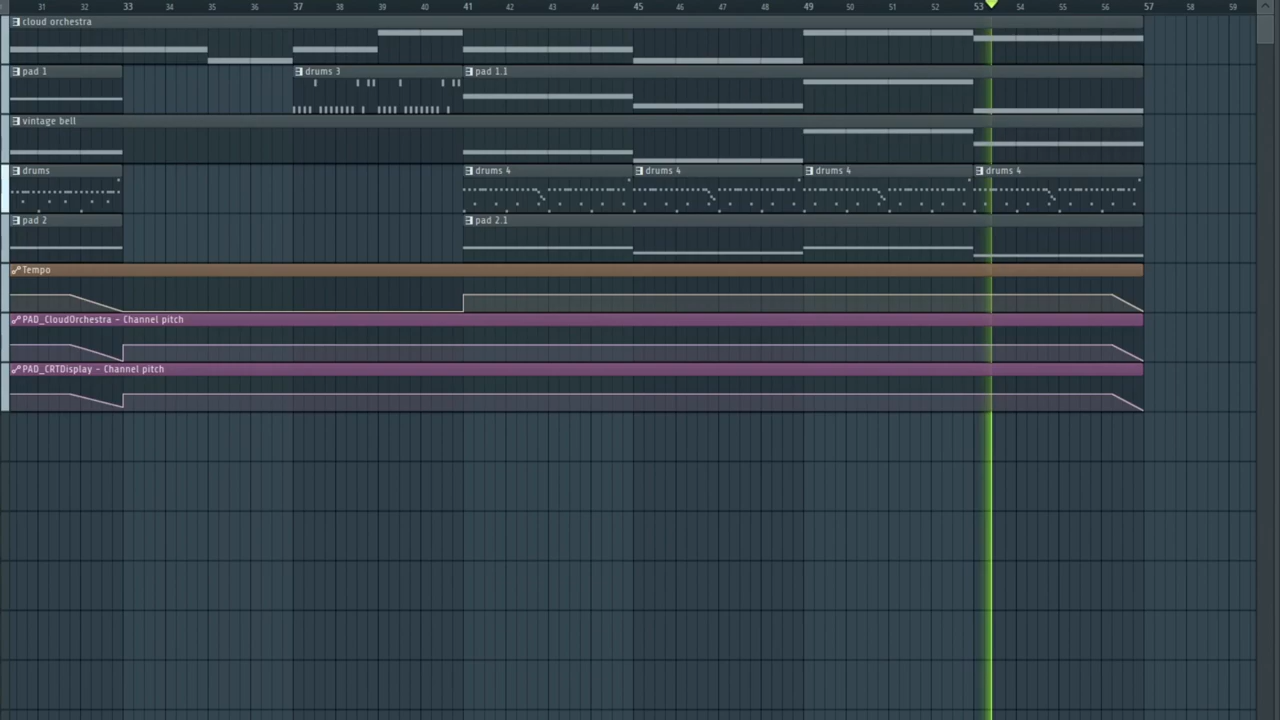 31 32 33 34 35 36 37 38 39 40 41 42 43 44 45 46 47 48 49 50 51 52 53 54 55 56 57 58 59
cloud orchestra
pad 1 drums 3 pad 1.1
vintage bell
drums drums 4 drums 4 drums 4 drums 4
pad 2 pad 2.1
Tempo
PAD_CloudOrchestra - Channel pitch
PAD_CRTDisplay - Channel pitch